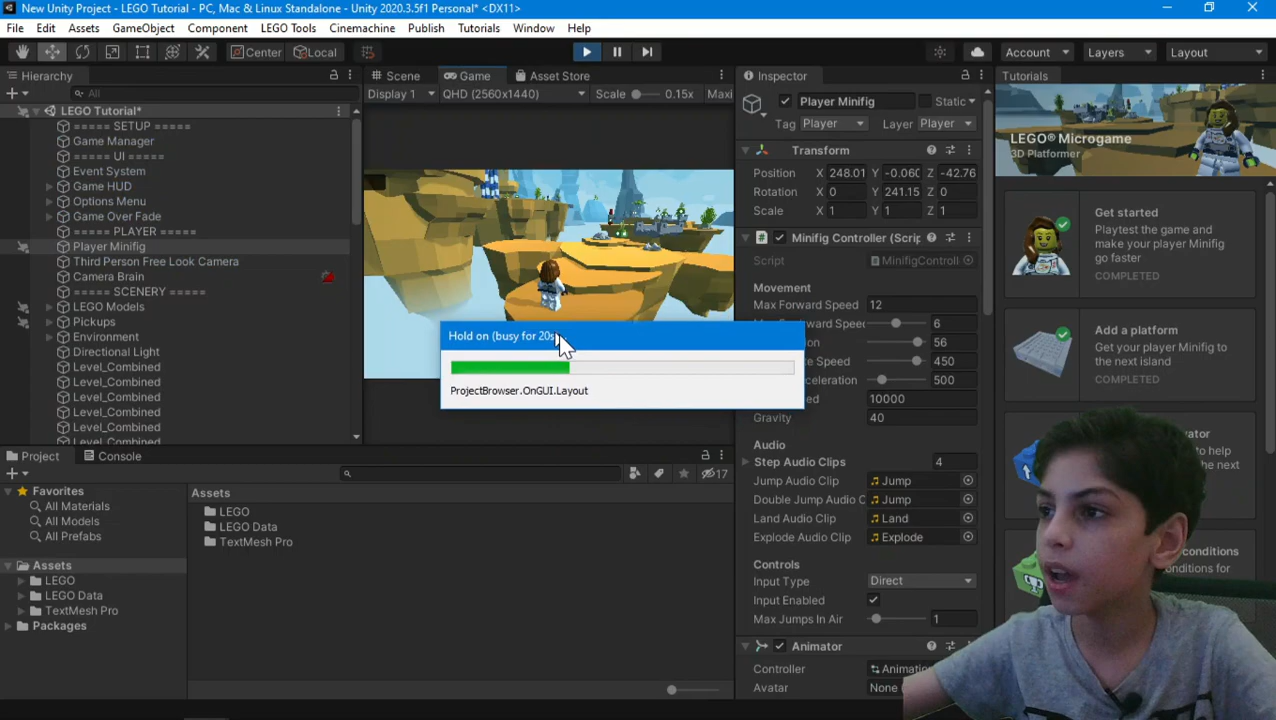 New Unity Project - LEGO Tutorial - PC, Mac & Linux Standalone - Unity 2020.3.5f1 Personal* <DX11>
File Edit Assets GameObject Component LEGO Tools Cinemachine Publish Tutorials Window Help
Center Local Account Layers Layout
Hierarchy
All
LEGO Tutorial*
===== SETUP =====
Game Manager
===== UI =====
Event System
Game HUD
Options Menu
Game Over Fade
===== PLAYER =====
Player Minifig
Third Person Free Look Camera
Camera Brain
===== SCENERY =====
LEGO Models
Pickups
Environment
Directional Light
Level_Combined
Level_Combined
Level_Combined
Level_Combined
Level_Combined
Level_Combined
Scene Game Asset Store
Display 1 QHD (2560x1440) Scale 0.15x Maxi
Hold on (busy for 20s)
ProjectBrowser.OnGUI.Layout
Inspector
Player Minifig Static
Tag Player Layer Player
Transform
Position X 248.01 Y -0.060 Z -42.76
Rotation X 0 Y 241.15 Z 0
Scale X 1 Y 1 Z 1
Minifig Controller (Scrip
Script MinifigControll
Movement
Max Forward Speed 12
6
56
450
500
10000
Gravity 40
Audio
Step Audio Clips 4
Jump Audio Clip Jump
Double Jump Audio C Jump
Land Audio Clip Land
Explode Audio Clip Explode
Controls
Input Type Direct
Input Enabled
Max Jumps In Air 1
Animator
Controller
Avatar None
Tutorials
LEGO® Microgame
3D Platformer
Get started
Playtest the game and
make your player Minifig
go faster
COMPLETED
Add a platform
Get your player Minifig to
the next island
COMPLETED
to help
the next
conditions
conditions for
Project Console
17
Favorites
All Materials
All Models
All Prefabs
Assets
LEGO
LEGO Data
TextMesh Pro
Packages
Assets
LEGO
LEGO Data
TextMesh Pro